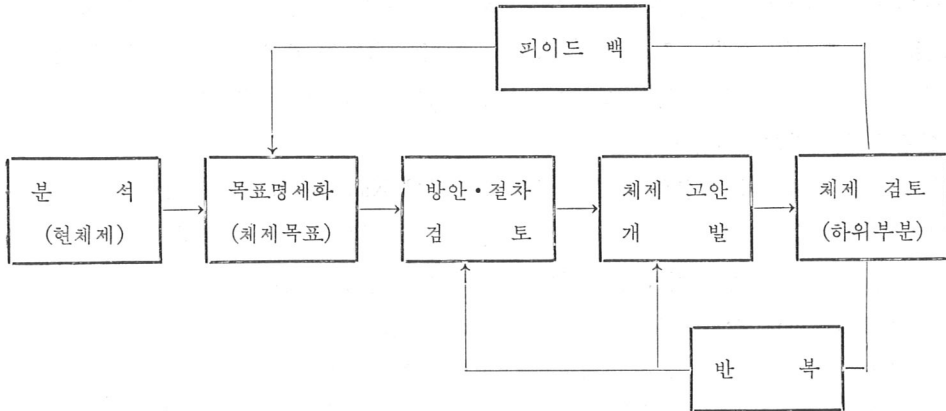 피이드 백
분 석
(현체제)
목표명세화
(체제목표)
방안·절차
검 토
체제 고안
개 발
체제 검토
(하위부분)
반 복